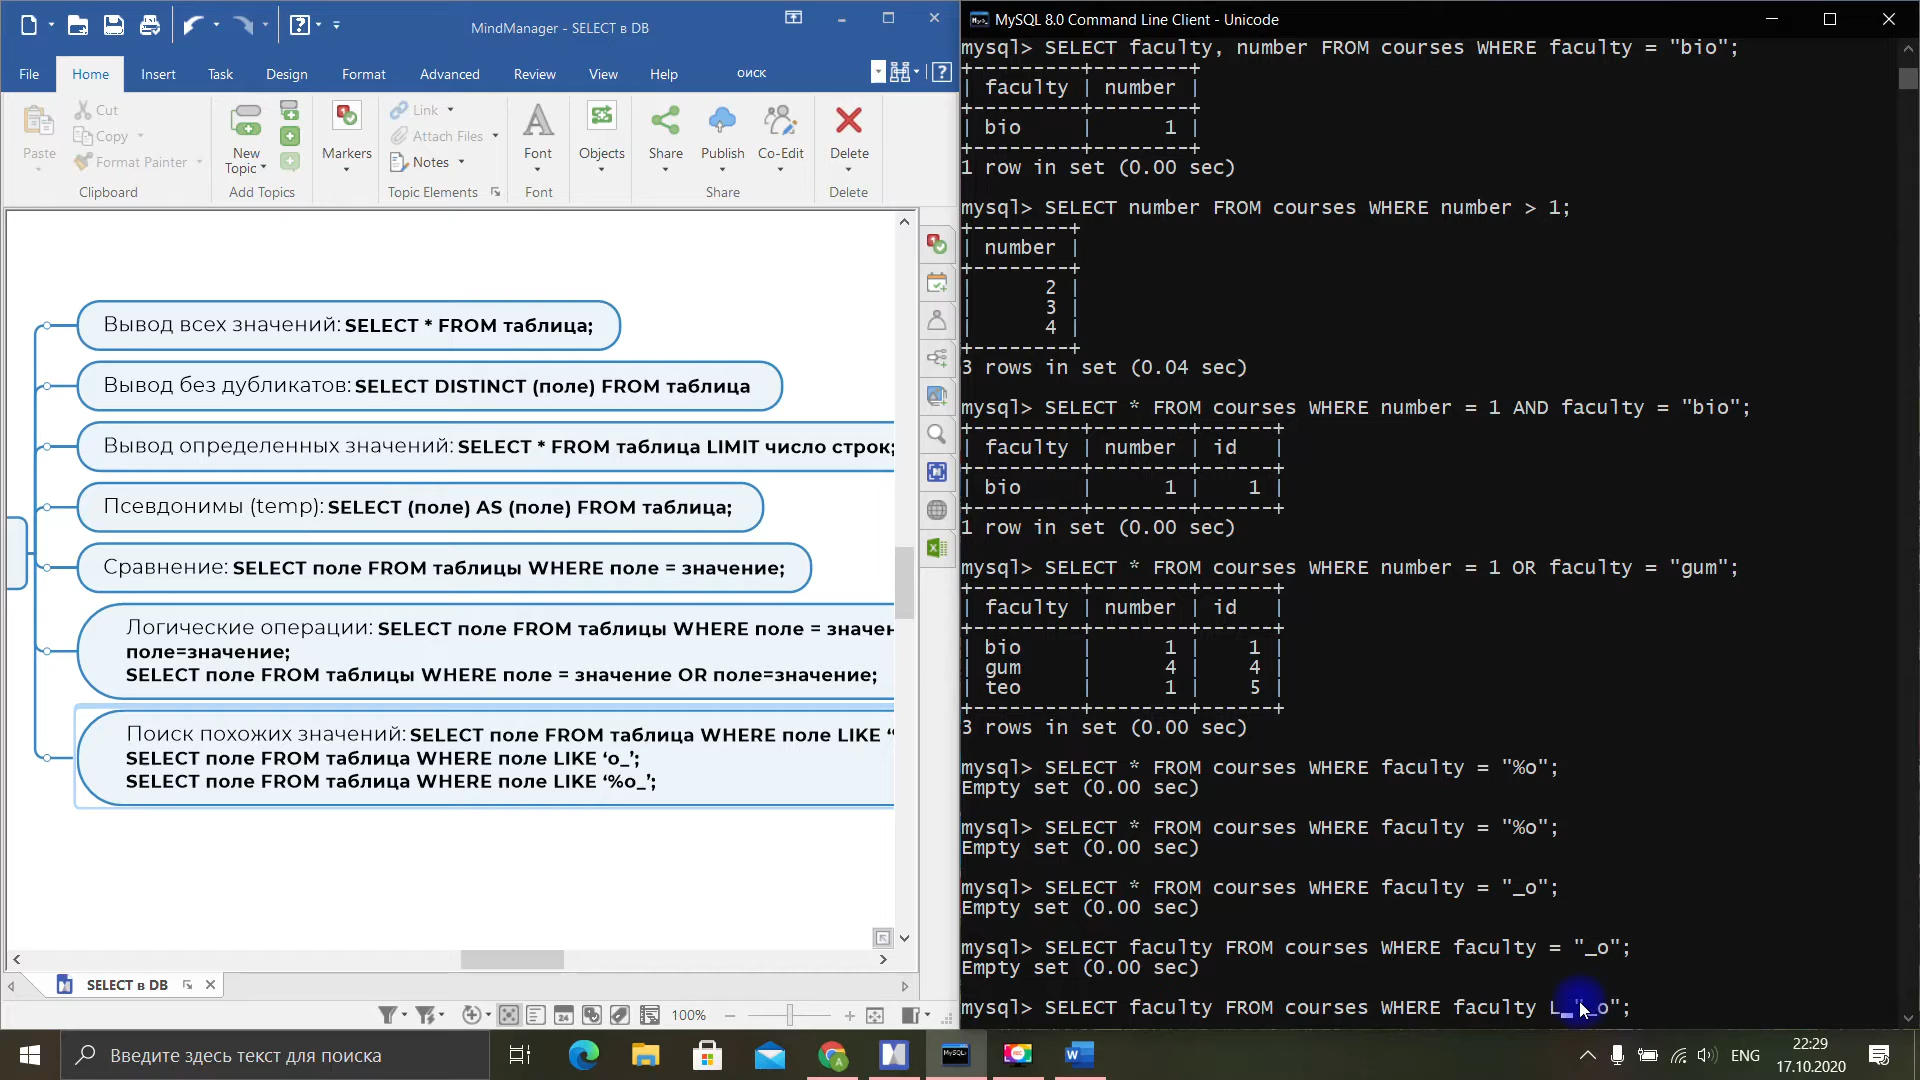 MindManager - SELECT в DB
File Home Insert Task Design Format Advanced Review View Help оиск
Paste
Cut
Copy
Format Painter
Clipboard
New Topic
Add Topics
Markers
Link
Attach Files
Notes
Topic Elements
Font
Font
Objects
Share
Publish
Co-Edit
Share
Delete
Delete
Вывод всех значений: SELECT * FROM таблица;
Вывод без дубликатов: SELECT DISTINCT (поле) FROM таблица
Вывод определенных значений: SELECT * FROM таблица LIMIT число строк;
Псевдонимы (temp): SELECT (поле) AS (поле) FROM таблица;
Сравнение: SELECT поле FROM таблицы WHERE поле = значение;
Логические операции: SELECT поле FROM таблицы WHERE поле = значен
поле=значение;
SELECT поле FROM таблицы WHERE поле = значение OR поле=значение;
Поиск похожих значений: SELECT поле FROM таблица WHERE поле LIKE ‘
SELECT поле FROM таблица WHERE поле LIKE ‘o_’;
SELECT поле FROM таблица WHERE поле LIKE ‘%o_’;
SELECT в DB
100%
MySQL 8.0 Command Line Client - Unicode
mysql> SELECT faculty, number FROM courses WHERE faculty = "bio";
+---------+--------+
| faculty | number |
+---------+--------+
| bio     |      1 |
+---------+--------+
1 row in set (0.00 sec)
mysql> SELECT number FROM courses WHERE number > 1;
+--------+
| number |
+--------+
|      2 |
|      3 |
|      4 |
+--------+
3 rows in set (0.04 sec)
mysql> SELECT * FROM courses WHERE number = 1 AND faculty = "bio";
+---------+--------+------+
| faculty | number | id   |
+---------+--------+------+
| bio     |      1 |    1 |
+---------+--------+------+
1 row in set (0.00 sec)
mysql> SELECT * FROM courses WHERE number = 1 OR faculty = "gum";
+---------+--------+------+
| faculty | number | id   |
+---------+--------+------+
| bio     |      1 |    1 |
| gum     |      4 |    4 |
| teo     |      1 |    5 |
+---------+--------+------+
3 rows in set (0.00 sec)
mysql> SELECT * FROM courses WHERE faculty = "%o";
Empty set (0.00 sec)
mysql> SELECT * FROM courses WHERE faculty = "%o";
Empty set (0.00 sec)
mysql> SELECT * FROM courses WHERE faculty = "_o";
Empty set (0.00 sec)
mysql> SELECT faculty FROM courses WHERE faculty = "_o";
Empty set (0.00 sec)
mysql> SELECT faculty FROM courses WHERE faculty L "_o";
Введите здесь текст для поиска
ENG
22:29
17.10.2020